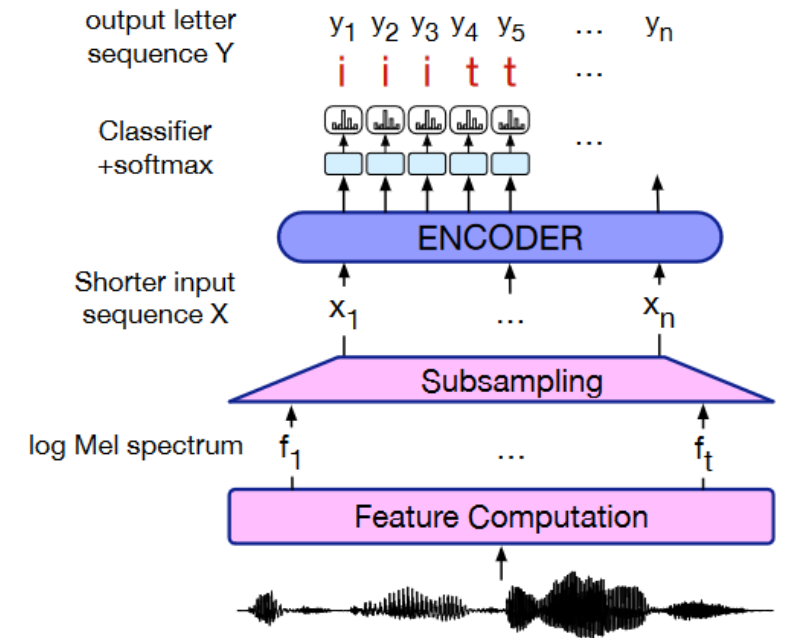 output letter sequence Y
y1 y2 y3 y4 y5 ... yn
i i i t t ...
Classifier +softmax
...
ENCODER
Shorter input sequence X
x1 ... xn
Subsampling
log Mel spectrum
f1 ... ft
Feature Computation